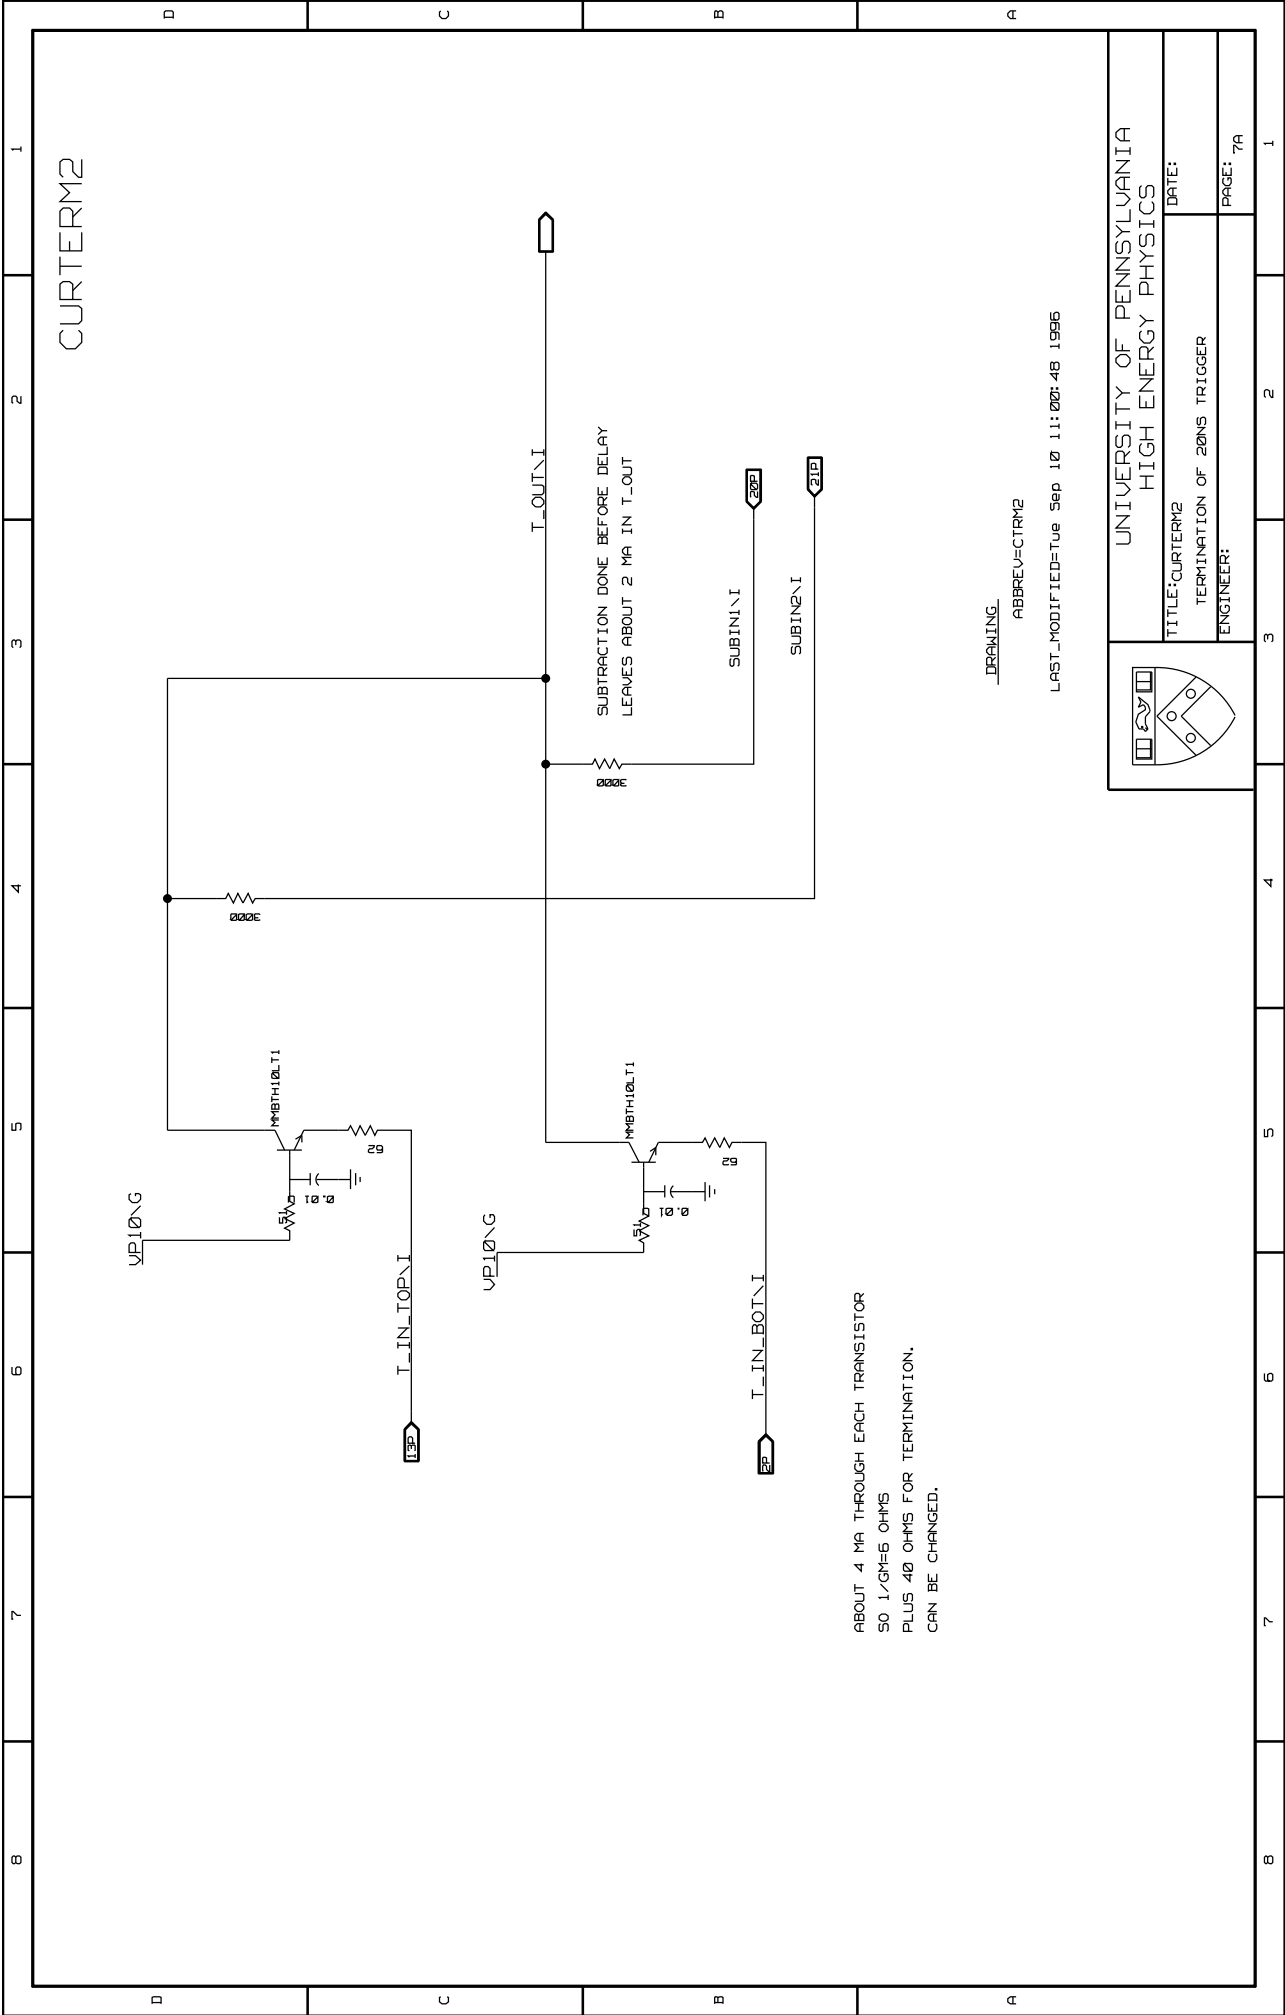 8 7 6 5 4 3 2 1
D
C
B
A
CURTERM2
VP10\G
MMBTH10LT1
51
0.01 U
62
3000
13P
T_IN_TOP\I
VP10\G
MMBTH10LT1
51
0.01 U
62
T_OUT\I
3000
SUBTRACTION DONE BEFORE DELAY
LEAVES ABOUT 2 MA IN T_OUT
SUBIN1\I
20P
SUBIN2\I
21P
2P
T_IN_BOT\I
ABOUT 4 MA THROUGH EACH TRANSISTOR
SO 1/GM=6 OHMS
PLUS 40 OHMS FOR TERMINATION.
CAN BE CHANGED.
DRAWING
ABBREV=CTRM2
LAST_MODIFIED=Tue Sep 10 11:00:48 1996
UNIVERSITY OF PENNSYLVANIA
HIGH ENERGY PHYSICS
TITLE: CURTERM2
TERMINATION OF 20NS TRIGGER
DATE:
ENGINEER:
PAGE: 7A
D
C
B
A
8 7 6 5 4 3 2 1